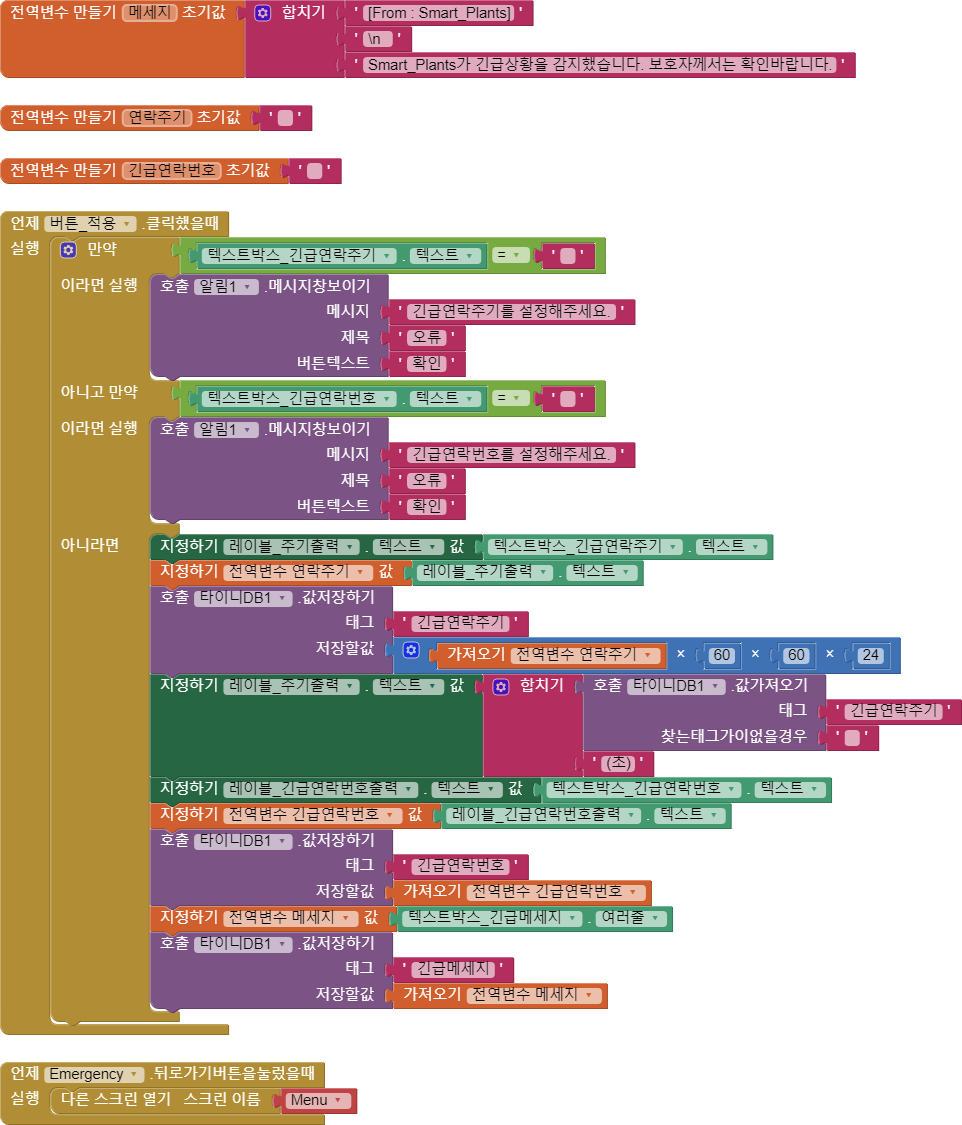 전역변수 만들기 메세지 초기값 합치기 ' [From : Smart_Plants] '
' \n '
' Smart_Plants가 긴급상황을 감지했습니다. 보호자께서는 확인바랍니다. '
전역변수 만들기 연락주기 초기값 ' '
전역변수 만들기 긴급연락번호 초기값 ' '
언제 버튼_적용 .클릭했을때
실행 만약 텍스트박스_긴급연락주기 . 텍스트 = ' '
이라면 실행 호출 알림1 .메시지창보이기
메시지 ' 긴급연락주기를 설정해주세요. '
제목 ' 오류 '
버튼텍스트 ' 확인 '
아니고 만약 텍스트박스_긴급연락번호 . 텍스트 = ' '
이라면 실행 호출 알림1 .메시지창보이기
메시지 ' 긴급연락번호를 설정해주세요. '
제목 ' 오류 '
버튼텍스트 ' 확인 '
아니라면 지정하기 레이블_주기출력 . 텍스트 값 텍스트박스_긴급연락주기 . 텍스트
지정하기 전역변수 연락주기 값 레이블_주기출력 . 텍스트
호출 타이니DB1 .값저장하기
태그 ' 긴급연락주기 '
저장할값 가져오기 전역변수 연락주기 × 60 × 60 × 24
지정하기 레이블_주기출력 . 텍스트 값 합치기 호출 타이니DB1 .값가져오기
태그 ' 긴급연락주기 '
찾는태그가이없을경우 ' '
' (초) '
지정하기 레이블_긴급연락번호출력 . 텍스트 값 텍스트박스_긴급연락번호 . 텍스트
지정하기 전역변수 긴급연락번호 값 레이블_긴급연락번호출력 . 텍스트
호출 타이니DB1 .값저장하기
태그 ' 긴급연락번호 '
저장할값 가져오기 전역변수 긴급연락번호
지정하기 전역변수 메세지 값 텍스트박스_긴급메세지 . 여러줄
호출 타이니DB1 .값저장하기
태그 ' 긴급메세지 '
저장할값 가져오기 전역변수 메세지
언제 Emergency .뒤로가기버튼을눌렀을때
실행 다른 스크린 열기 스크린 이름 Menu